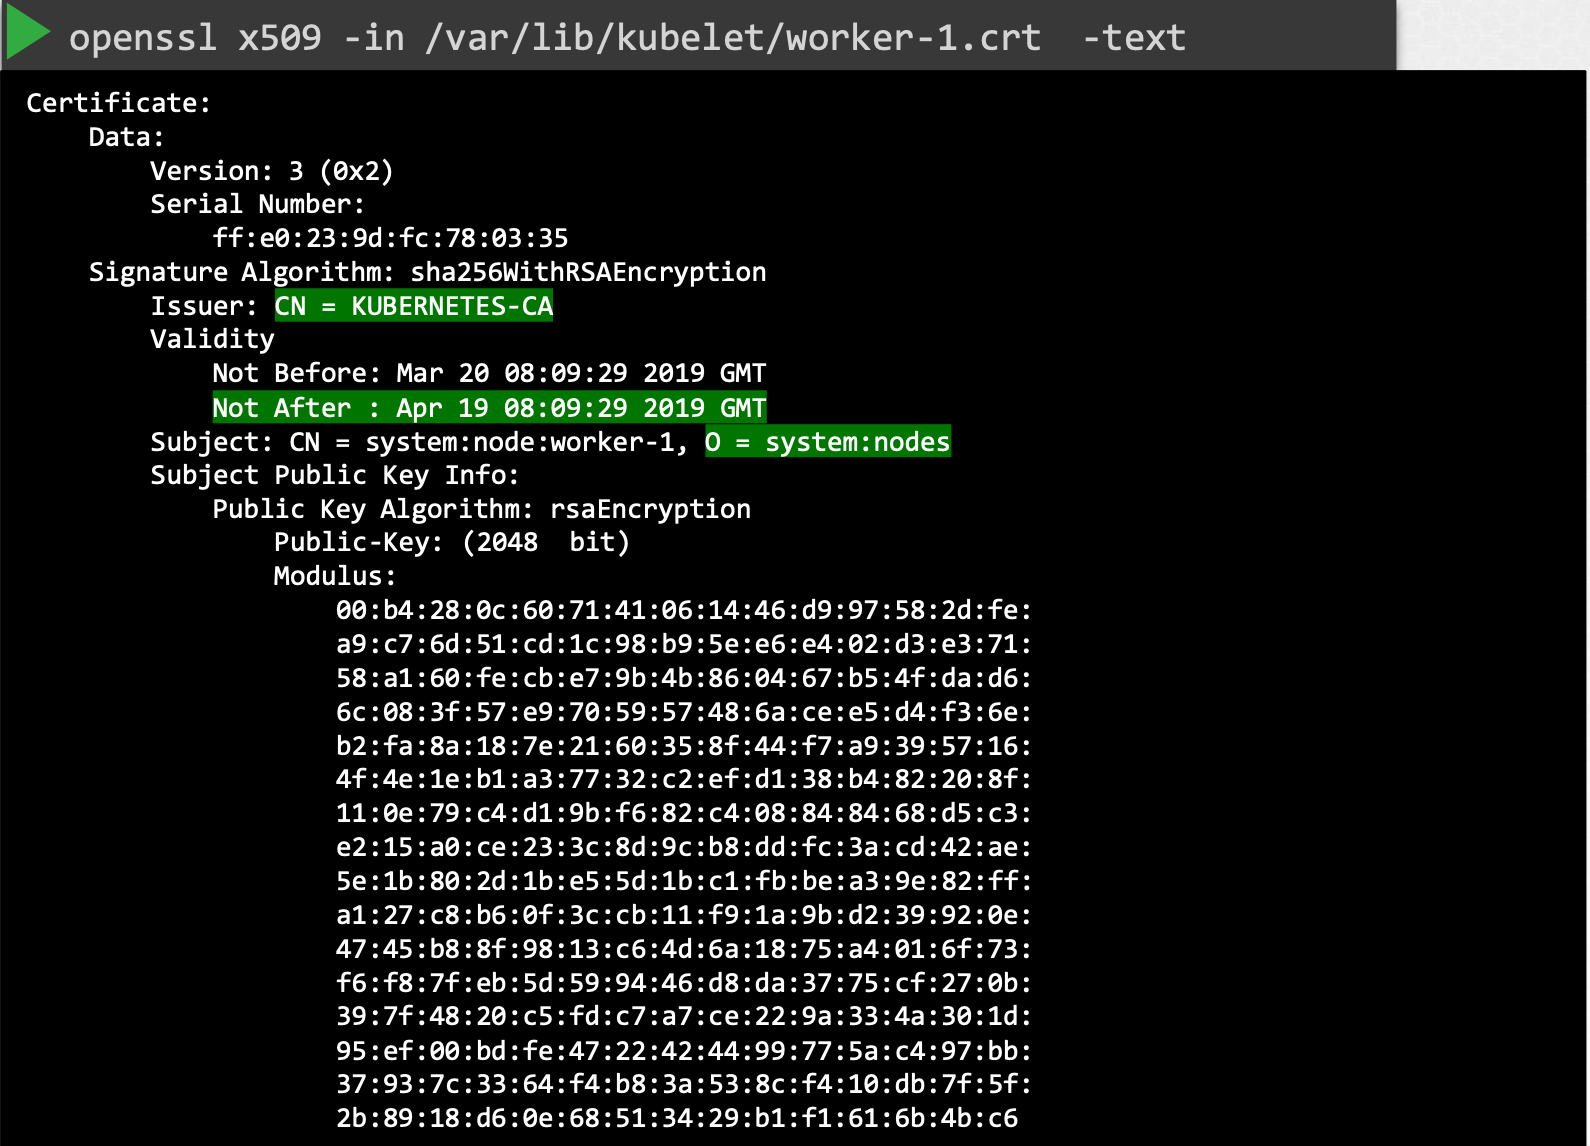 openssl x509 -in /var/lib/kubelet/worker-1.crt  -text
Certificate:
    Data:
        Version: 3 (0x2)
        Serial Number:
            ff:e0:23:9d:fc:78:03:35
    Signature Algorithm: sha256WithRSAEncryption
        Issuer: CN = KUBERNETES-CA
        Validity
            Not Before: Mar 20 08:09:29 2019 GMT
            Not After : Apr 19 08:09:29 2019 GMT
        Subject: CN = system:node:worker-1, O = system:nodes
        Subject Public Key Info:
            Public Key Algorithm: rsaEncryption
                Public-Key: (2048  bit)
                Modulus:
                    00:b4:28:0c:60:71:41:06:14:46:d9:97:58:2d:fe:
                    a9:c7:6d:51:cd:1c:98:b9:5e:e6:e4:02:d3:e3:71:
                    58:a1:60:fe:cb:e7:9b:4b:86:04:67:b5:4f:da:d6:
                    6c:08:3f:57:e9:70:59:57:48:6a:ce:e5:d4:f3:6e:
                    b2:fa:8a:18:7e:21:60:35:8f:44:f7:a9:39:57:16:
                    4f:4e:1e:b1:a3:77:32:c2:ef:d1:38:b4:82:20:8f:
                    11:0e:79:c4:d1:9b:f6:82:c4:08:84:84:68:d5:c3:
                    e2:15:a0:ce:23:3c:8d:9c:b8:dd:fc:3a:cd:42:ae:
                    5e:1b:80:2d:1b:e5:5d:1b:c1:fb:be:a3:9e:82:ff:
                    a1:27:c8:b6:0f:3c:cb:11:f9:1a:9b:d2:39:92:0e:
                    47:45:b8:8f:98:13:c6:4d:6a:18:75:a4:01:6f:73:
                    f6:f8:7f:eb:5d:59:94:46:d8:da:37:75:cf:27:0b:
                    39:7f:48:20:c5:fd:c7:a7:ce:22:9a:33:4a:30:1d:
                    95:ef:00:bd:fe:47:22:42:44:99:77:5a:c4:97:bb:
                    37:93:7c:33:64:f4:b8:3a:53:8c:f4:10:db:7f:5f:
                    2b:89:18:d6:0e:68:51:34:29:b1:f1:61:6b:4b:c6